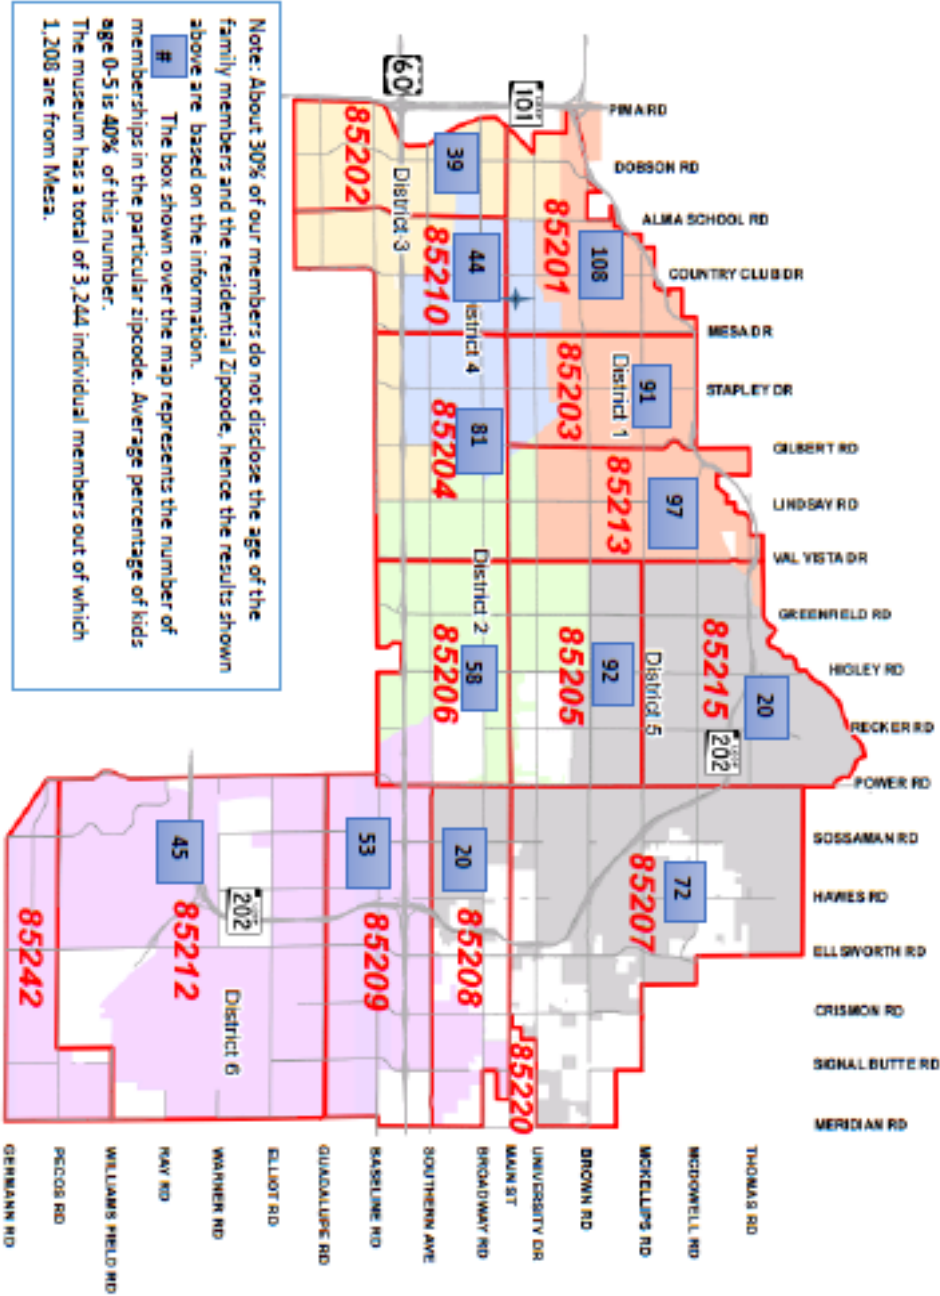 PIMA RD
DOBSON RD
ALMA SCHOOL RD
COUNTRY CLUB DR
MESA DR
STAPLEY DR
GILBERT RD
LINDSAY RD
VAL VISTA DR
GREENFIELD RD
HIGLEY RD
RECKER RD
POWER RD
SOSSAMAN RD
HAWES RD
ELLSWORTH RD
CRISMON RD
SIGNAL BUTTE RD
MERIDIAN RD
THOMAS RD
MCDOWELL RD
MCKELLIPS RD
BROWN RD
UNIVERSITY DR
MAIN ST
BROADWAY RD
SOUTHERN AVE
BASELINE RD
GUADALUPE RD
ELLIOT RD
WARNER RD
RAY RD
WILLIAMS FIELD RD
PECOS RD
GERMANN RD
LOOP
101
60
LOOP
202
202
20
85215
72
85207
97
85213
91
District 1
85203
108
85201
92
85205
District 5
39
District 3
85202
44
85210
istrict 4
81
85204
District 2
58
85206
20
85208
85220
53
85209
45
85212
District 6
85242
Note: About 30% of our members do not disclose the age of the
family members and the residential Zipcode, hence the results shown
above are based on the information.
# The box shown over the map represents the number of
memberships in the particular zipcode. Average percentage of kids
age 0-5 is 40% of this number.
The museum has a total of 3,244 individual members out of which
1,208 are from Mesa.